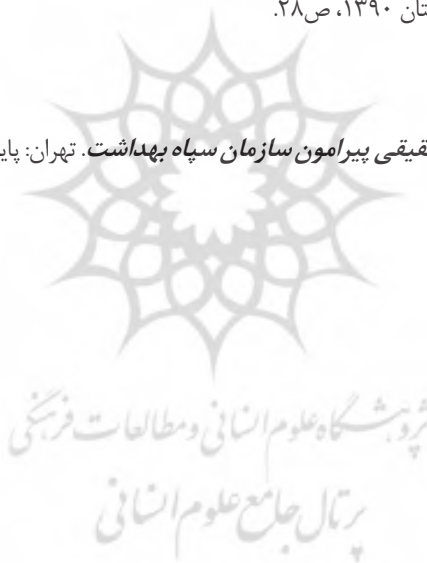 تان ۱۳۹۰، ص۲۸.
قیقی پیرامون سازمان سپاه بهداشت. تهران: پای
پژوهشگاه علوم انسانی و مطالعات فرهنگی
پرتال جامع علوم انسانی